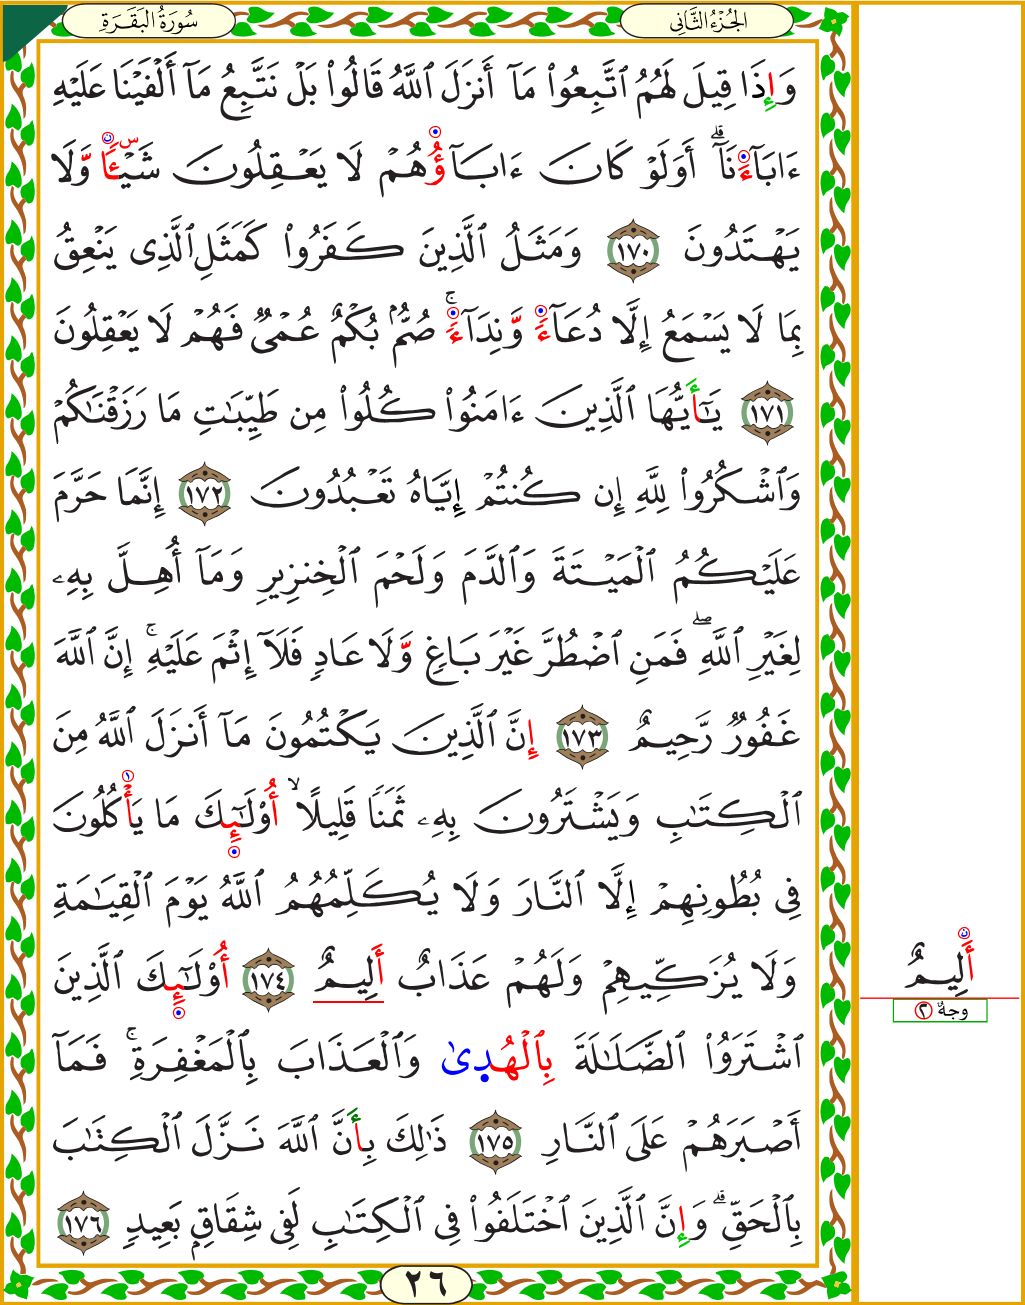 سُورَةُ البَقَرَةِ
الجُزْءُ الثَّانِى
وَإِذَا قِيلَ لَهُمُ ٱتَّبِعُوا۟ مَآ أَنزَلَ ٱللَّهُ قَالُوا۟ بَلْ نَتَّبِعُ مَآ أَلْفَيْنَا عَلَيْهِ
ءَابَآءَنَآ ۗ أَوَلَوْ كَانَ ءَابَآؤُهُمْ لَا يَعْقِلُونَ شَيْـًٔا وَّلَا
يَهْتَدُونَ ١٧٠ وَمَثَلُ ٱلَّذِينَ كَفَرُوا۟ كَمَثَلِ ٱلَّذِى يَنْعِقُ
بِمَا لَا يَسْمَعُ إِلَّا دُعَآءً وَّنِدَآءً ۚ صُمٌّۢ بُكْمٌ عُمْىٌ فَهُمْ لَا يَعْقِلُونَ
١٧١ يَـٰٓأَيُّهَا ٱلَّذِينَ ءَامَنُوا۟ كُلُوا۟ مِن طَيِّبَـٰتِ مَا رَزَقْنَـٰكُمْ
وَٱشْكُرُوا۟ لِلَّهِ إِن كُنتُمْ إِيَّاهُ تَعْبُدُونَ ١٧٢ إِنَّمَا حَرَّمَ
عَلَيْكُمُ ٱلْمَيْتَةَ وَٱلدَّمَ وَلَحْمَ ٱلْخِنزِيرِ وَمَآ أُهِلَّ بِهِۦ
لِغَيْرِ ٱللَّهِ ۖ فَمَنِ ٱضْطُرَّ غَيْرَ بَاغٍ وَّلَا عَادٍ فَلَآ إِثْمَ عَلَيْهِ ۚ إِنَّ ٱللَّهَ
غَفُورٌ رَّحِيمٌ ١٧٣ إِنَّ ٱلَّذِينَ يَكْتُمُونَ مَآ أَنزَلَ ٱللَّهُ مِنَ
ٱلْكِتَـٰبِ وَيَشْتَرُونَ بِهِۦ ثَمَنًا قَلِيلًا ۙ أُو۟لَـٰٓئِكَ مَا يَأْكُلُونَ
فِى بُطُونِهِمْ إِلَّا ٱلنَّارَ وَلَا يُكَلِّمُهُمُ ٱللَّهُ يَوْمَ ٱلْقِيَـٰمَةِ
وَلَا يُزَكِّيهِمْ وَلَهُمْ عَذَابٌ أَلِيمٌ ١٧٤ أُو۟لَـٰٓئِكَ ٱلَّذِينَ
أَلِيمٌ
وجهٌ ٢
ٱشْتَرَوُا۟ ٱلضَّلَـٰلَةَ بِٱلْهُدَىٰ وَٱلْعَذَابَ بِٱلْمَغْفِرَةِ ۚ فَمَآ
أَصْبَرَهُمْ عَلَى ٱلنَّارِ ١٧٥ ذَٰلِكَ بِأَنَّ ٱللَّهَ نَزَّلَ ٱلْكِتَـٰبَ
بِٱلْحَقِّ ۗ وَإِنَّ ٱلَّذِينَ ٱخْتَلَفُوا۟ فِى ٱلْكِتَـٰبِ لَفِى شِقَاقٍ بَعِيدٍ ١٧٦
٢٦